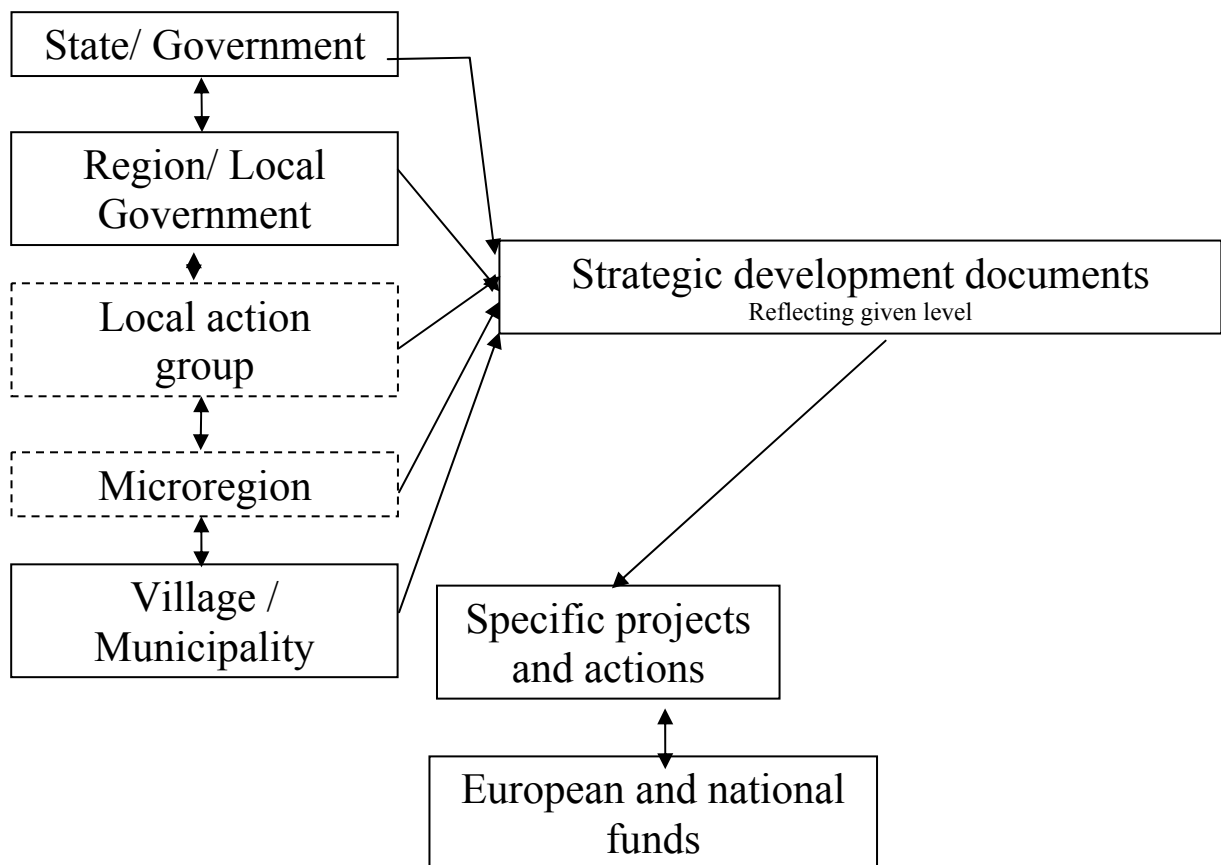 State/ Government
Region/ Local
Government
Local action
group
Microregion
Village /
Municipality
Strategic development documents
Reflecting given level
Specific projects
and actions
European and national
funds